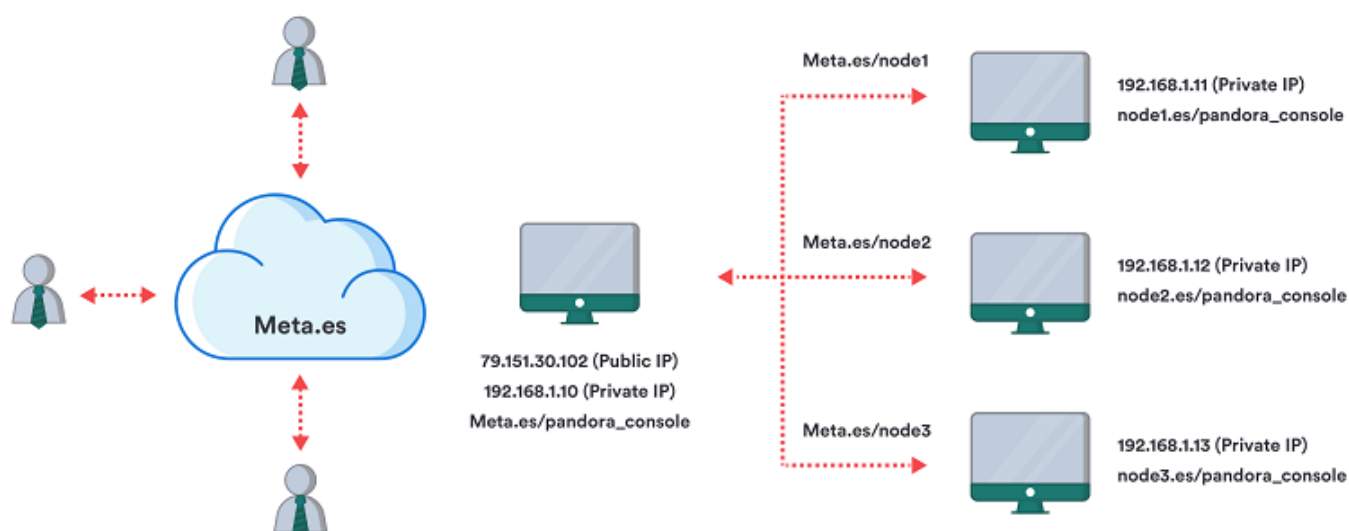 Meta.es
79.151.30.102 (Public IP)
192.168.1.10 (Private IP)
Meta.es/pandora_console
Meta.es/node1
192.168.1.11 (Private IP)
node1.es/pandora_console
Meta.es/node2
192.168.1.12 (Private IP)
node2.es/pandora_console
Meta.es/node3
192.168.1.13 (Private IP)
node3.es/pandora_console